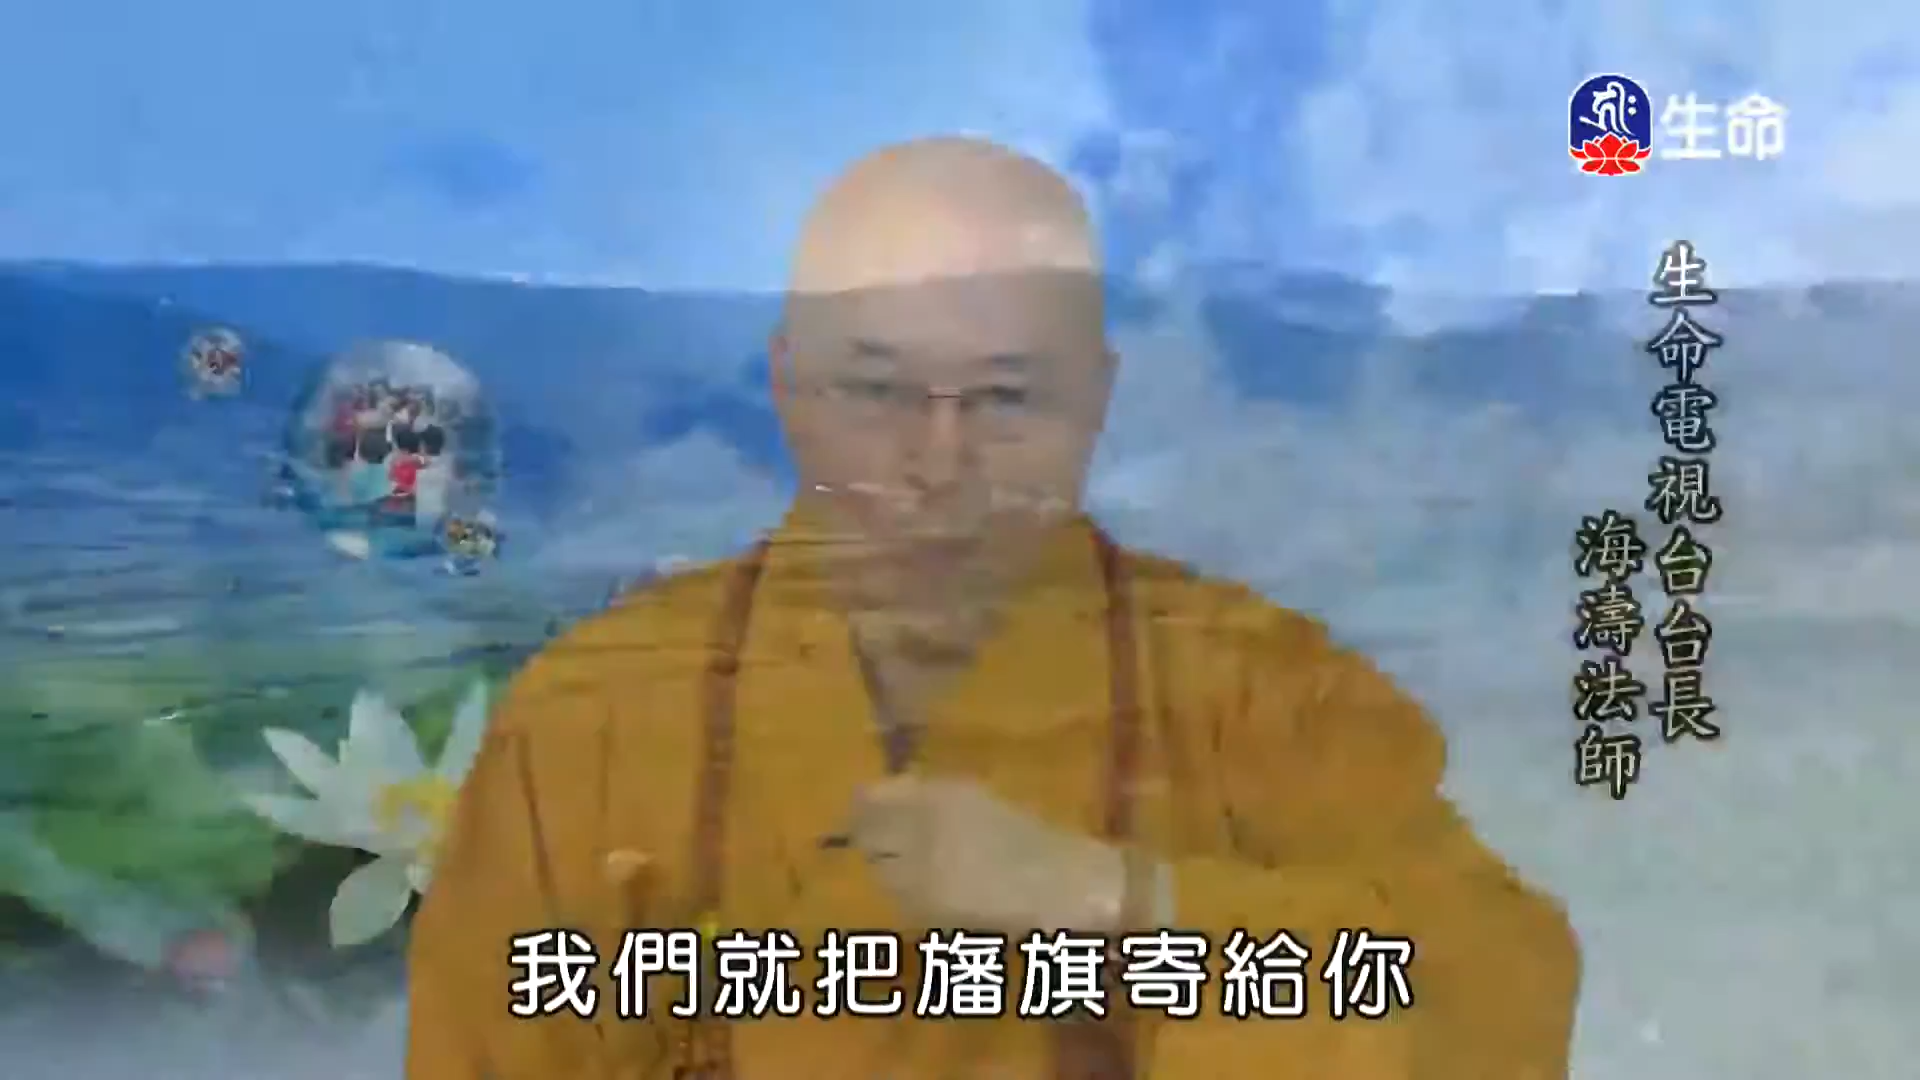 生命
生命電視台台長
海濤法師
我們就把旛旗寄給你